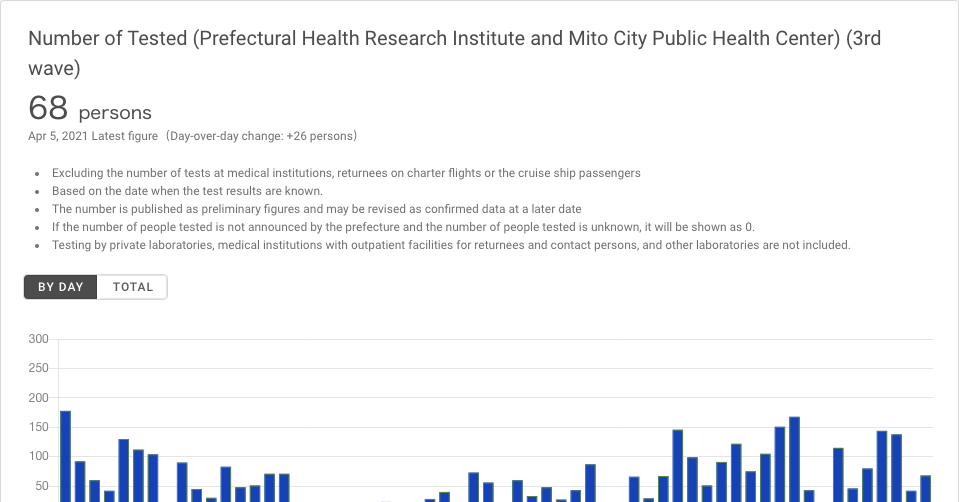 Number of Tested (Prefectural Health Research Institute and Mito City Public Health Center) (3rd
wave)
68 persons
Apr 5, 2021 Latest figure（Day-over-day change: +26 persons）
• Excluding the number of tests at medical institutions, returnees on charter flights or the cruise ship passengers
• Based on the date when the test results are known.
• The number is published as preliminary figures and may be revised as confirmed data at a later date
• If the number of people tested is not announced by the prefecture and the number of people tested is unknown, it will be shown as 0.
• Testing by private laboratories, medical institutions with outpatient facilities for returnees and contact persons, and other laboratories are not included.
BY DAY TOTAL
300
250
200
150
100
50